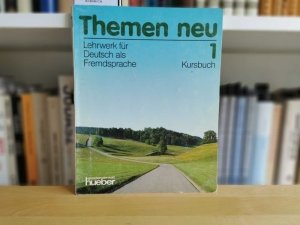 Themen neu
1
Lehrwerk für
Deutsch als
Fremdsprache
Kursbuch
hueber